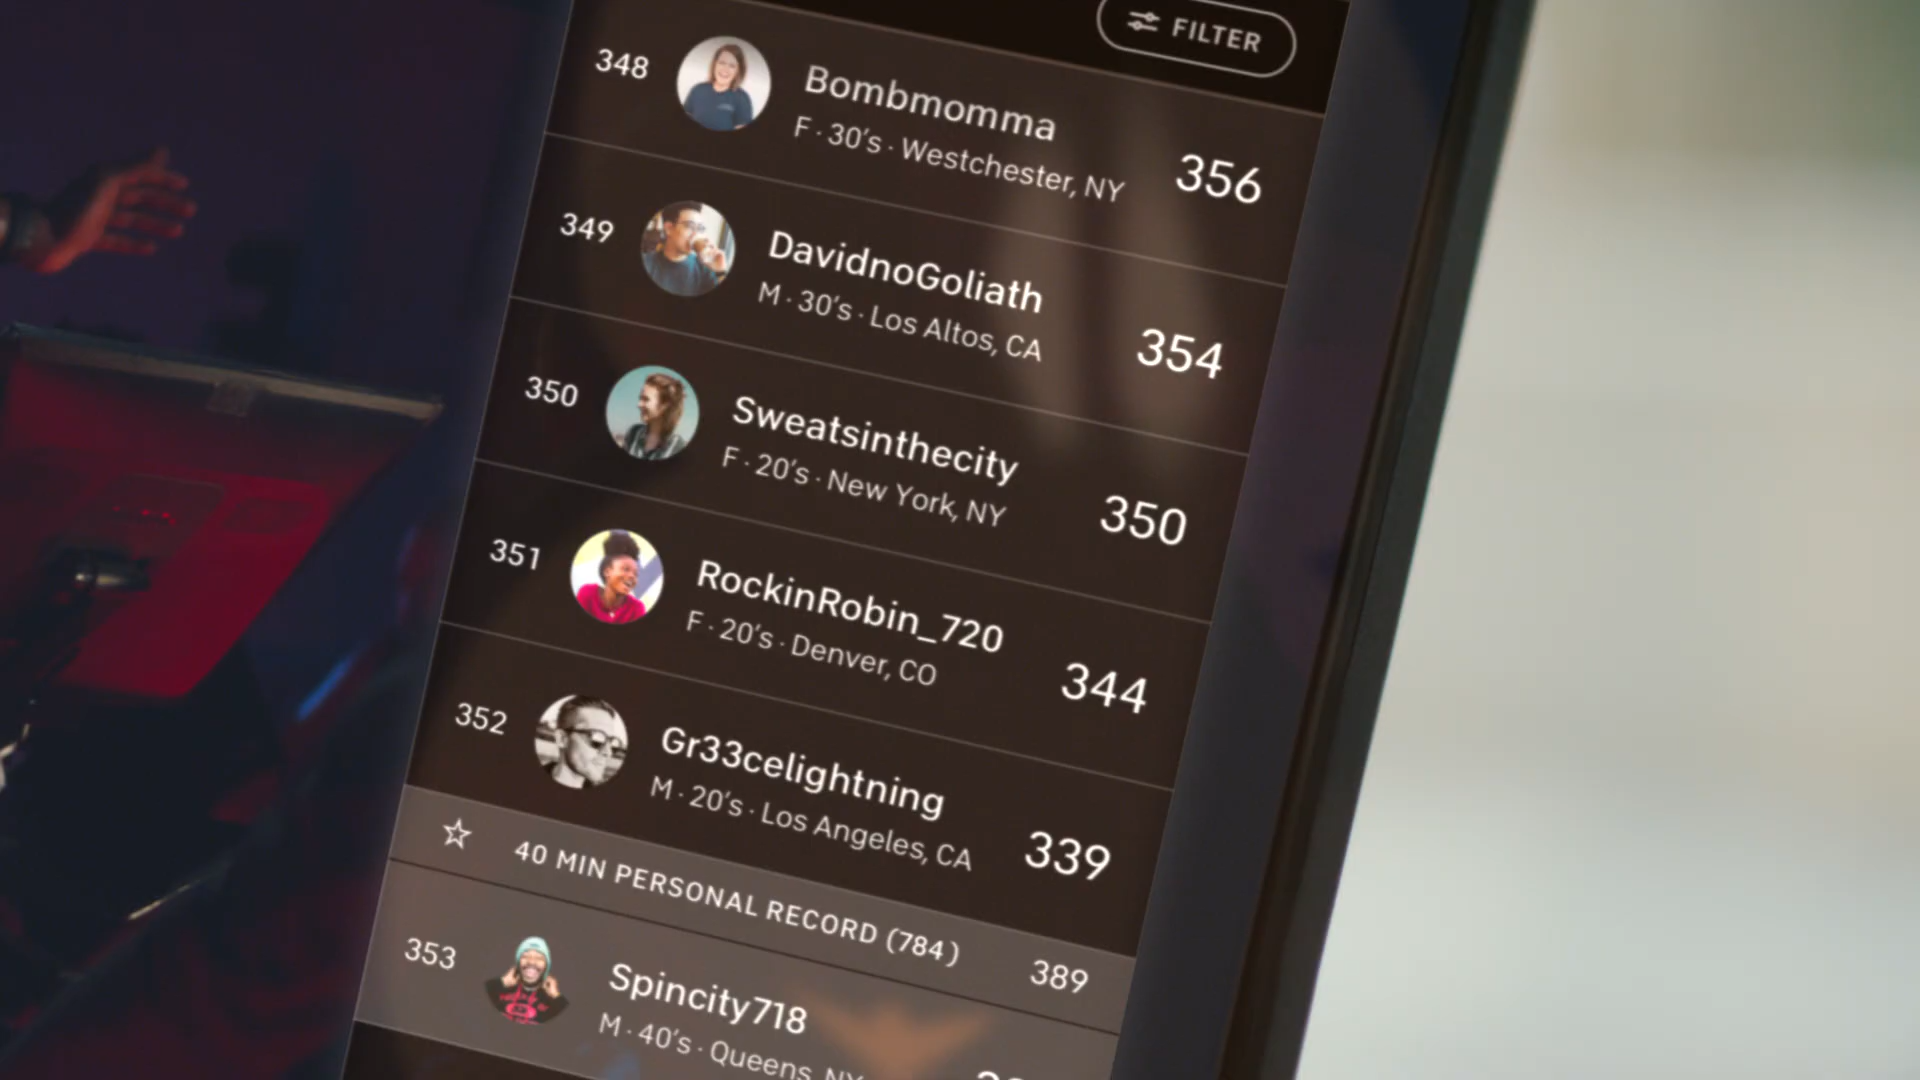 FILTER
348
Bombmomma
F · 30's · Westchester, NY
356
349
DavidnoGoliath
M · 30's · Los Altos, CA
354
350
Sweatsinthecity
F · 20's · New York, NY
350
351
RockinRobin_720
F · 20's · Denver, CO
344
352
Gr33celightning
M · 20's · Los Angeles, CA
339
40 MIN PERSONAL RECORD (784)
389
353
Spincity718
M · 40's · Queens, NY